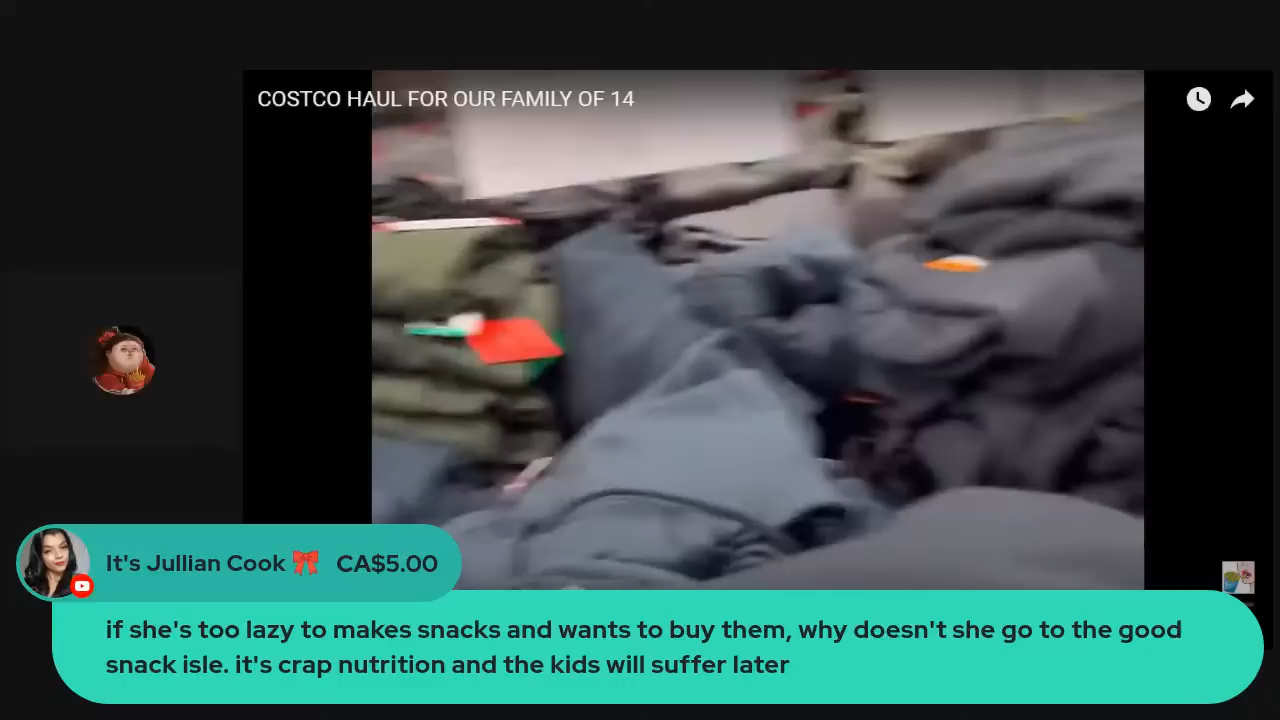 COSTCO HAUL FOR OUR FAMILY OF 14
It's Jullian Cook 🎀 CA$5.00
if she's too lazy to makes snacks and wants to buy them, why doesn't she go to the good
snack isle. it's crap nutrition and the kids will suffer later